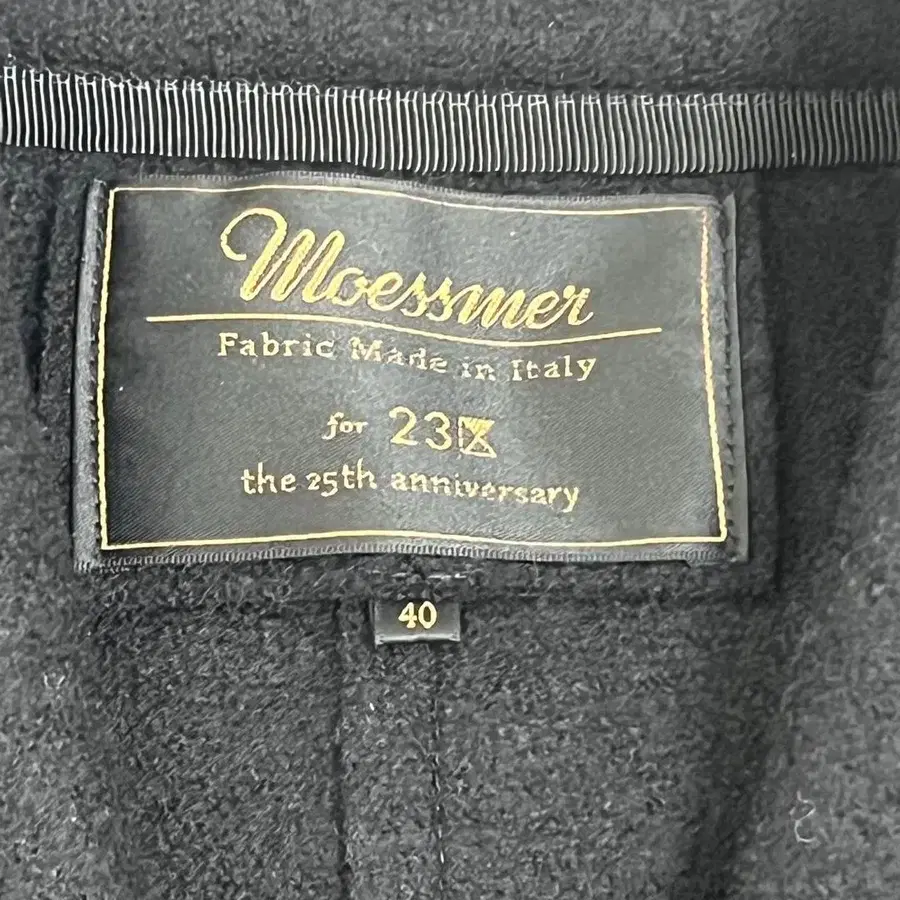 Moessmer
Fabric Made in Italy
for 23区
the 25th anniversary
40